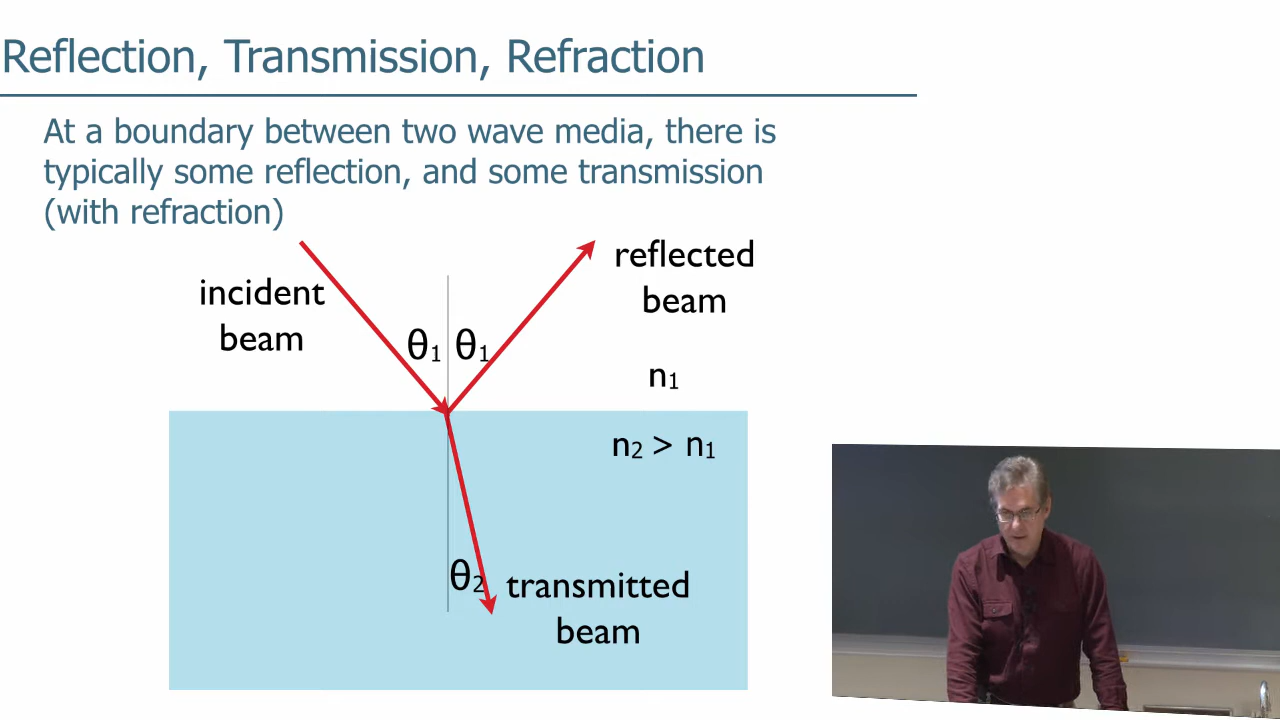 Reflection, Transmission, Refraction
At a boundary between two wave media, there is
typically some reflection, and some transmission
(with refraction)
incident
beam
reflected
beam
θ₁ θ₁
n₁
n₂ > n₁
θ₂
transmitted
beam